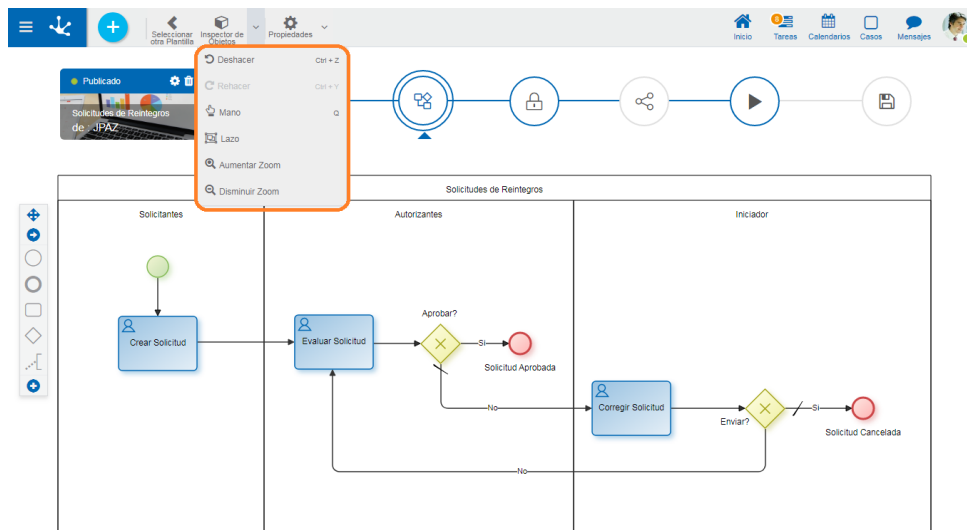 Seleccionar
otra Plantilla
Inspector de
Objetos
Propiedades
Inicio
3
Tareas
Calendarios
Casos
Mensajes
Publicado
Solicitudes de Reintegros
de : JPAZ
Deshacer Ctrl + Z
Rehacer Ctrl + Y
Mano Q
Lazo
Aumentar Zoom
Disminuir Zoom
Solicitudes de Reintegros
Solicitantes
Autorizantes
Iniciador
Crear Solicitud
Evaluar Solicitud
Aprobar?
Si
Solicitud Aprobada
No
Corregir Solicitud
Enviar?
Si
Solicitud Cancelada
No